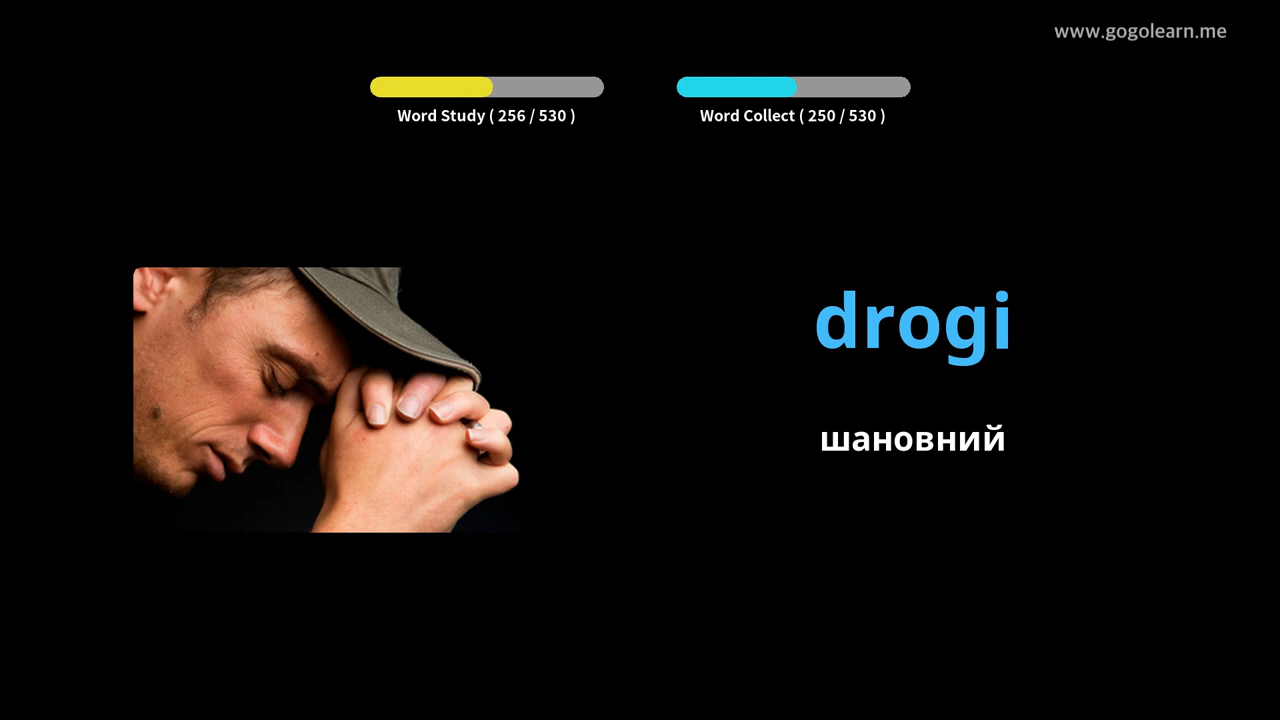 www.gogolearn.me
Word Study ( 256 / 530 )
Word Collect ( 250 / 530 )
drogi
шановний